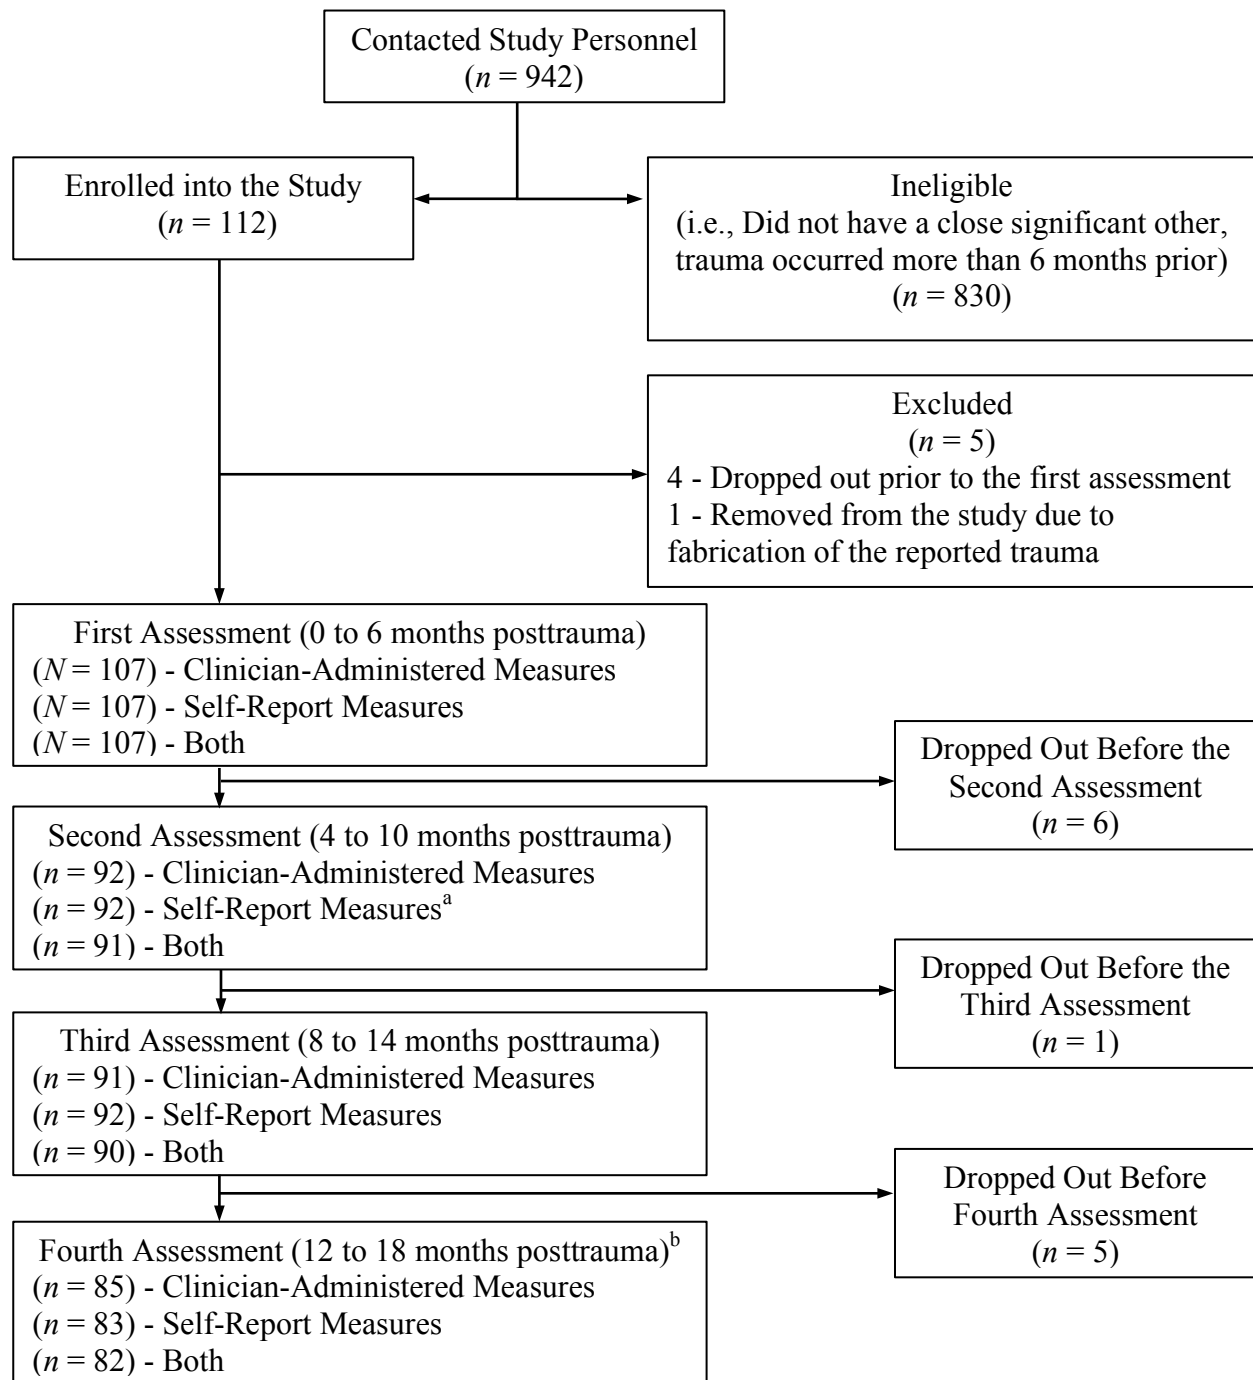 Contacted Study Personnel
(n = 942)
Enrolled into the Study
(n = 112)
Ineligible
(i.e., Did not have a close significant other,
trauma occurred more than 6 months prior)
(n = 830)
Excluded
(n = 5)
4 - Dropped out prior to the first assessment
1 - Removed from the study due to
fabrication of the reported trauma
First Assessment (0 to 6 months posttrauma)
(N = 107) - Clinician-Administered Measures
(N = 107) - Self-Report Measures
(N = 107) - Both
Dropped Out Before the
Second Assessment
(n = 6)
Second Assessment (4 to 10 months posttrauma)
(n = 92) - Clinician-Administered Measures
(n = 92) - Self-Report Measuresᵃ
(n = 91) - Both
Dropped Out Before the
Third Assessment
(n = 1)
Third Assessment (8 to 14 months posttrauma)
(n = 91) - Clinician-Administered Measures
(n = 92) - Self-Report Measures
(n = 90) - Both
Dropped Out Before
Fourth Assessment
(n = 5)
Fourth Assessment (12 to 18 months posttrauma)ᵇ
(n = 85) - Clinician-Administered Measures
(n = 83) - Self-Report Measures
(n = 82) - Both